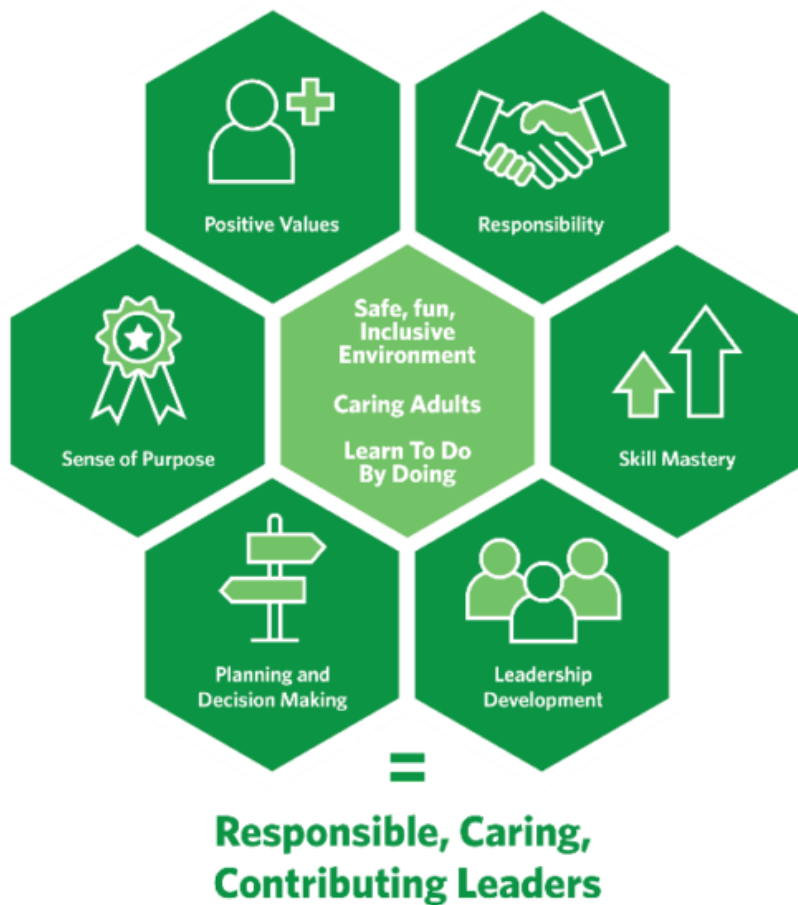 Positive Values
Responsibility
Safe, fun,
Inclusive
Environment
Caring Adults
Learn To Do
By Doing
Sense of Purpose
Skill Mastery
Planning and
Decision Making
Leadership
Development
=
Responsible, Caring,
Contributing Leaders